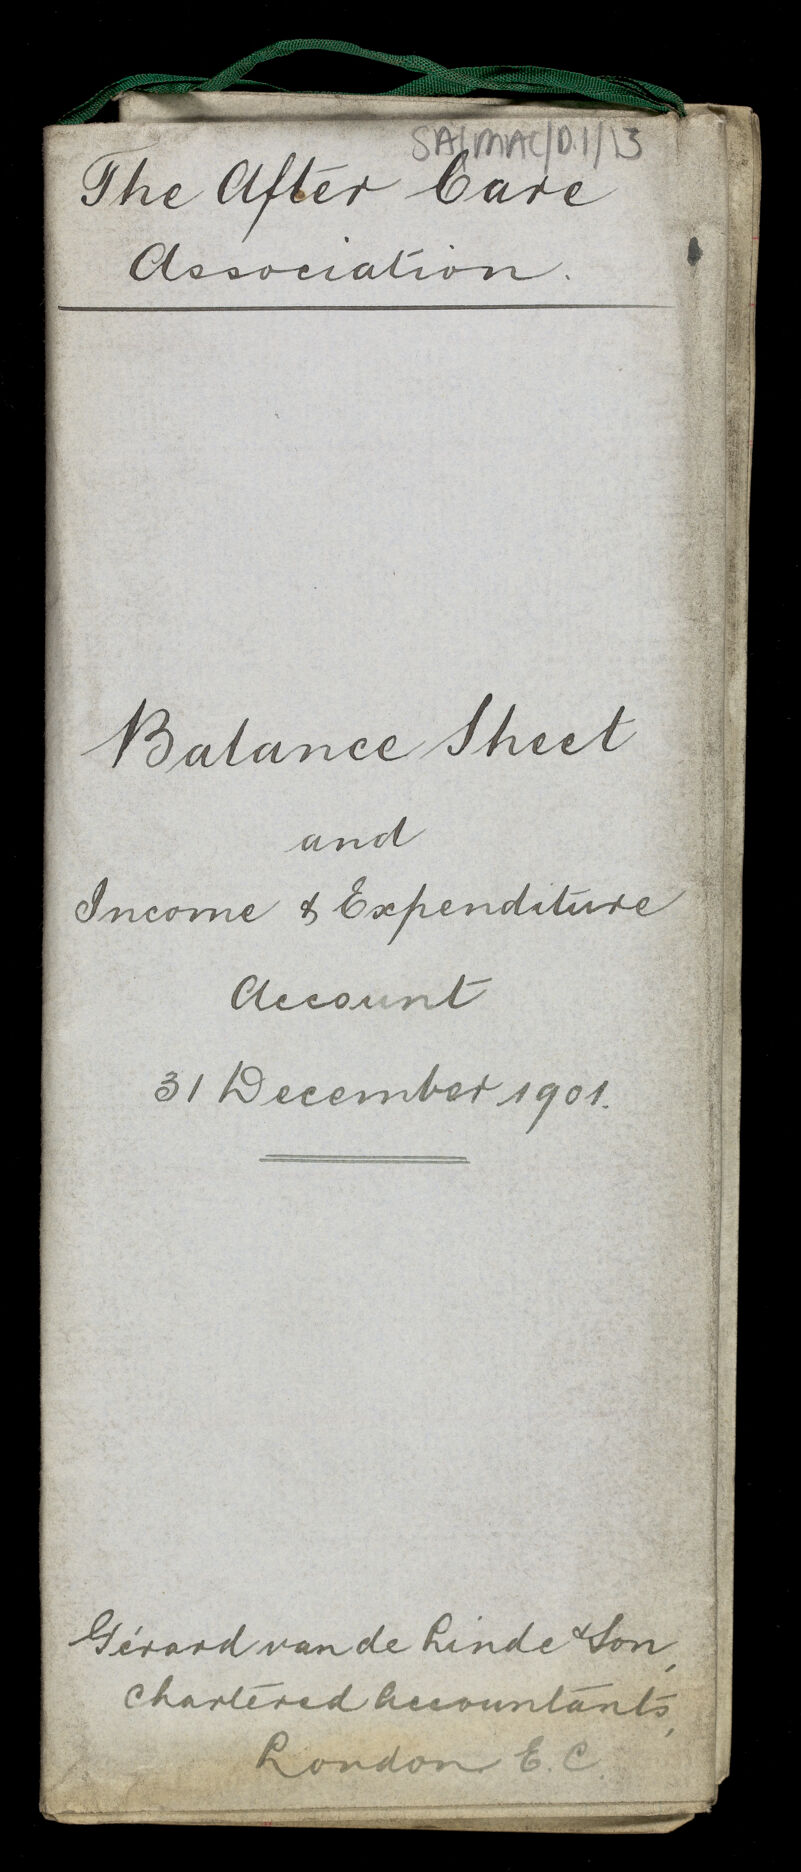 SA/MAC/D.1/13
The After Care
Association.
Balance Sheet
and
Income & Expenditure
Account
31 December 1901.
Gérard van de Linde & Son,
Chartered Accountants,
London E.C.